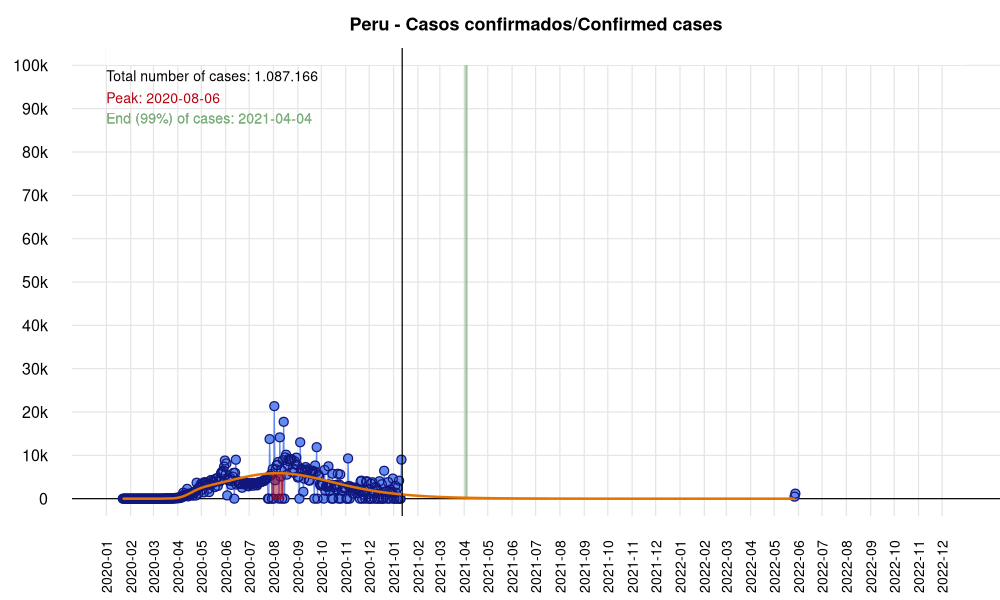 Peru - Casos confirmados/Confirmed cases
Total number of cases: 1.087.166
Peak: 2020-08-06
End (99%) of cases: 2021-04-04
100k
90k
80k
70k
60k
50k
40k
30k
20k
10k
0
2020-01
2020-02
2020-03
2020-04
2020-05
2020-06
2020-07
2020-08
2020-09
2020-10
2020-11
2020-12
2021-01
2021-02
2021-03
2021-04
2021-05
2021-06
2021-07
2021-08
2021-09
2021-10
2021-11
2021-12
2022-01
2022-02
2022-03
2022-04
2022-05
2022-06
2022-07
2022-08
2022-09
2022-10
2022-11
2022-12